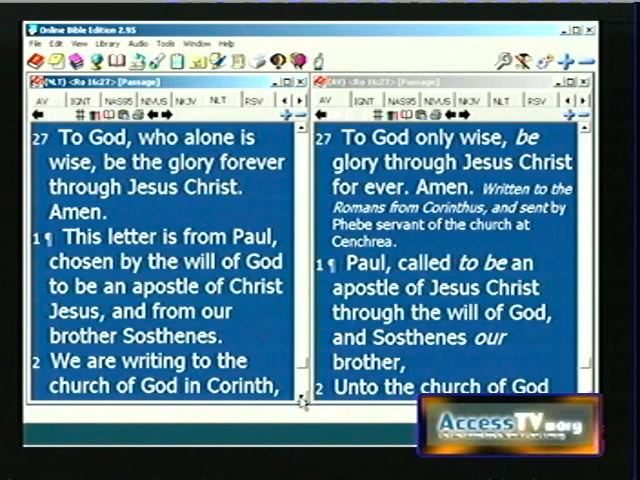 Online Bible Edition 2.95
File Edit View Library Audio Tools Window Help
(NLT) <Ro 16:27> [Passage]
AV IGNT NAS95 NIVUS NKJV NLT RSV
27 To God, who alone is
wise, be the glory forever
through Jesus Christ.
Amen.
1 ¶ This letter is from Paul,
chosen by the will of God
to be an apostle of Christ
Jesus, and from our
brother Sosthenes.
2 We are writing to the
church of God in Corinth,
(AV) <Ro 16:27> [Passage]
AV IGNT NAS95 NIVUS NKJV NLT RSV
27 To God only wise, be
glory through Jesus Christ
for ever. Amen. Written to the
Romans from Corinthus, and sent by
Phebe servant of the church at
Cenchrea.
1 ¶ Paul, called to be an
apostle of Jesus Christ
through the will of God,
and Sosthenes our
brother,
2 Unto the church of God
AccessTV.org